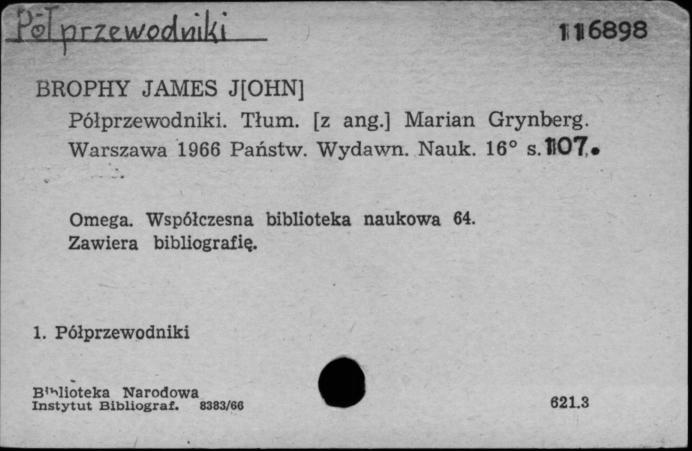 Półprzewodniki
116898
BROPHY JAMES J[OHN]
Półprzewodniki. Tłum. [z ang.] Marian Grynberg.
Warszawa 1966 Państw. Wydawn. Nauk. 16° s. 107.
Omega. Współczesna biblioteka naukowa 64.
Zawiera bibliografię.
1. Półprzewodniki
Biblioteka Narodowa
Instytut Bibliograf. 8383/66
621.3